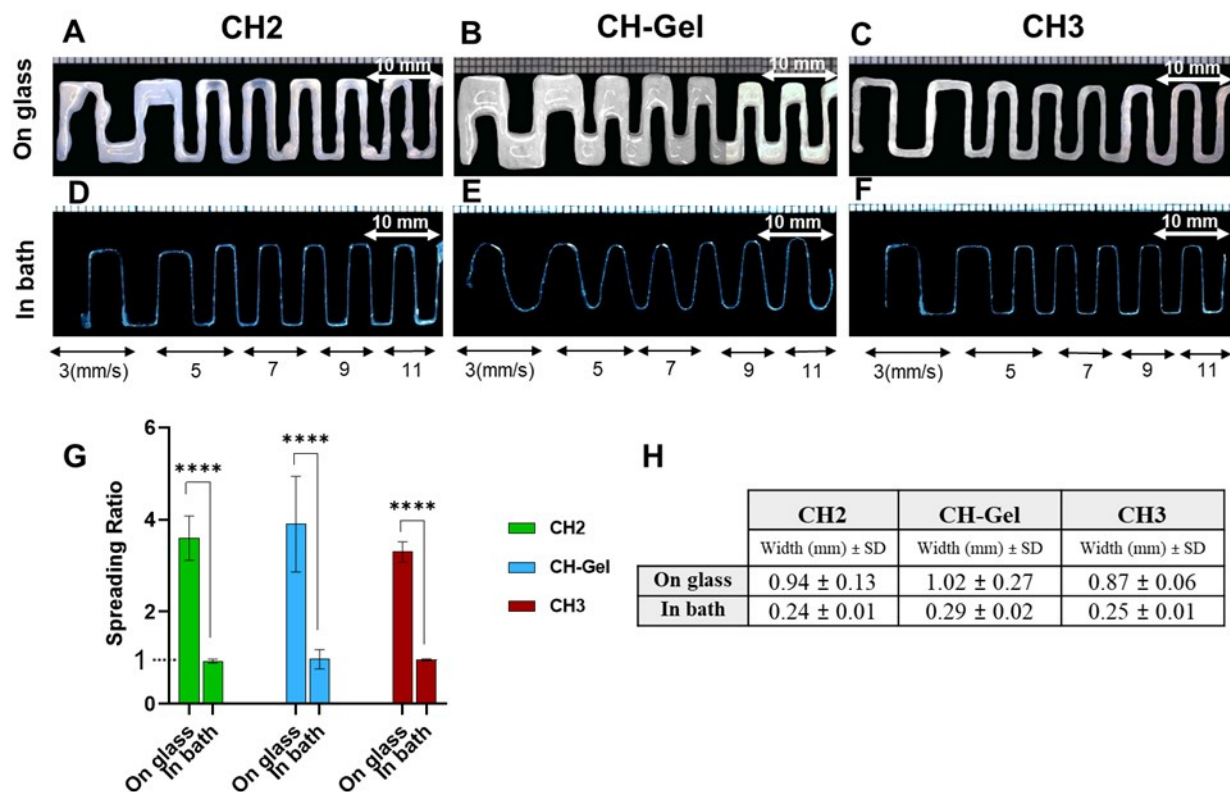 CH2
CH-Gel
CH3
A
B
C
On glass
10 mm
10 mm
10 mm
D
E
F
In bath
10 mm
10 mm
10 mm
3(mm/s) 5 7 9 11
3(mm/s) 5 7 9 11
3(mm/s) 5 7 9 11
G
Spreading Ratio
6
4
2
1
0
****
****
****
On glass
In bath
On glass
In bath
On glass
In bath
CH2
CH-Gel
CH3
H
CH2 CH-Gel CH3
Width (mm) ± SD Width (mm) ± SD Width (mm) ± SD
On glass 0.94 ± 0.13 1.02 ± 0.27 0.87 ± 0.06
In bath 0.24 ± 0.01 0.29 ± 0.02 0.25 ± 0.01